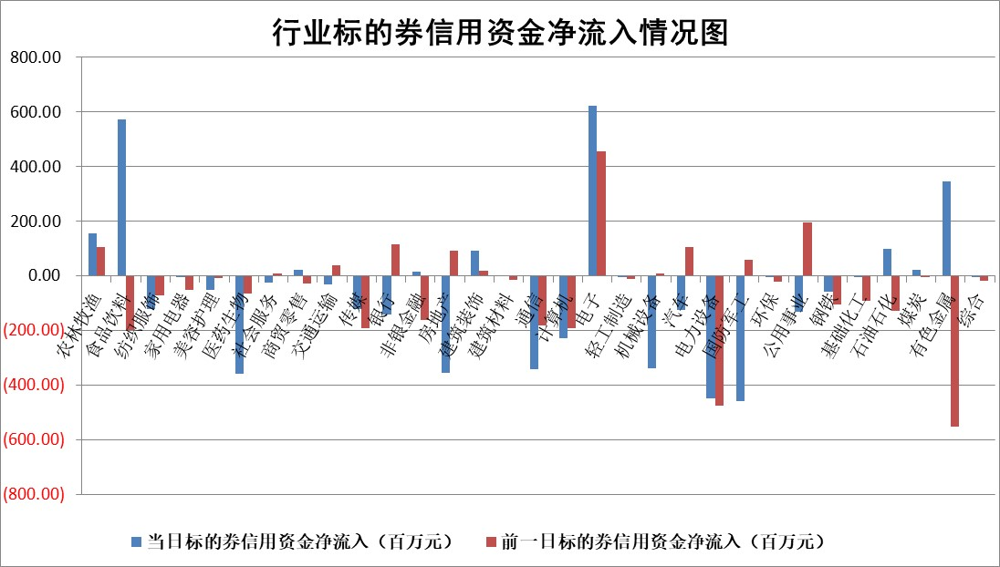 行业标的券信用资金净流入情况图
800.00
600.00
400.00
200.00
0.00
(200.00)
(400.00)
(600.00)
(800.00)
农林牧渔
食品饮料
纺织服饰
家用电器
美容护理
医药生物
社会服务
商贸零售
交通运输
传媒
银行
非银金融
房地产
建筑装饰
建筑材料
通信
计算机
电子
轻工制造
机械设备
汽车
电力设备
国防军工
环保
公用事业
钢铁
基础化工
石油石化
煤炭
有色金属
综合
当日标的券信用资金净流入（百万元）
前一日标的券信用资金净流入（百万元）